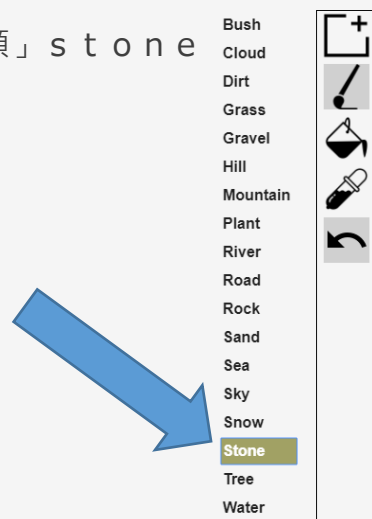 類」ｓｔｏｎｅ
Bush
Cloud
Dirt
Grass
Gravel
Hill
Mountain
Plant
River
Road
Rock
Sand
Sea
Sky
Snow
Stone
Tree
Water